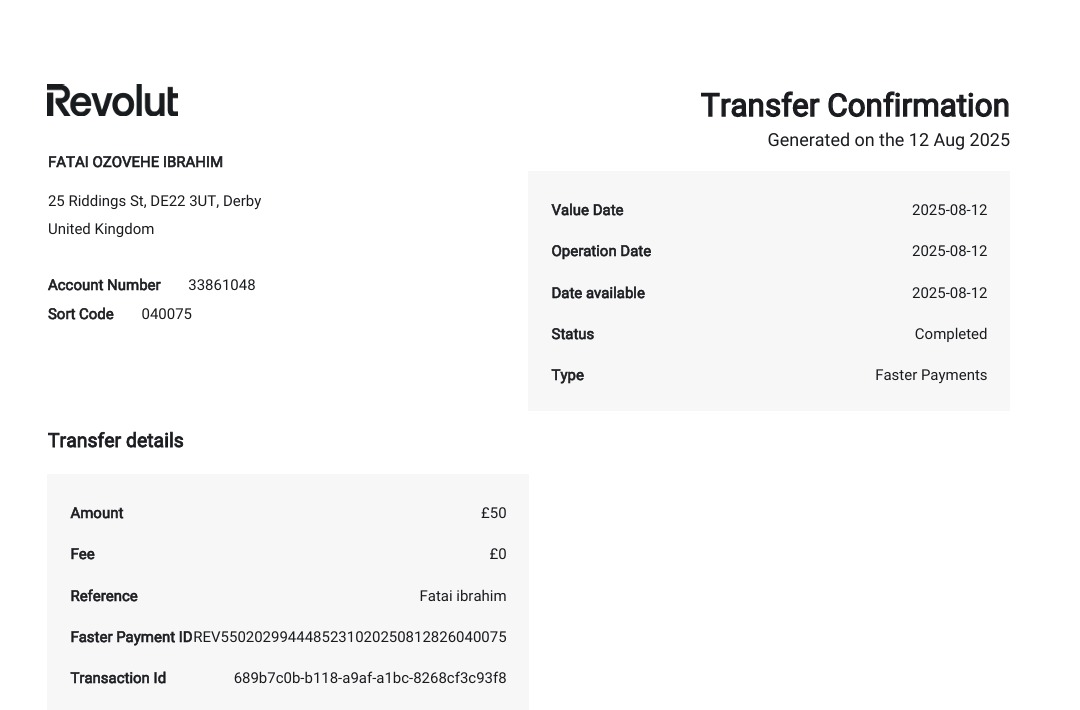 Revolut
Transfer Confirmation
Generated on the 12 Aug 2025
FATAI OZOVEHE IBRAHIM
25 Riddings St, DE22 3UT, Derby
United Kingdom
Account Number 33861048
Sort Code 040075
Value Date 2025-08-12
Operation Date 2025-08-12
Date available 2025-08-12
Status Completed
Type Faster Payments
Transfer details
Amount £50
Fee £0
Reference Fatai ibrahim
Faster Payment IDREV55020299444852310202508128260​40075
Transaction Id 689b7c0b-b118-a9af-a1bc-8268cf3c93f8